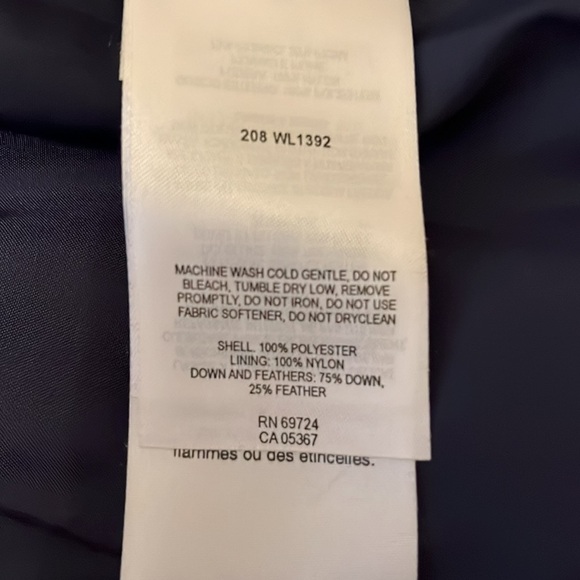 208 WL1392
MACHINE WASH COLD GENTLE, DO NOT
BLEACH, TUMBLE DRY LOW, REMOVE
PROMPTLY, DO NOT IRON, DO NOT USE
FABRIC SOFTENER, DO NOT DRYCLEAN
SHELL: 100% POLYESTER
LINING: 100% NYLON
DOWN AND FEATHERS: 75% DOWN,
25% FEATHER
RN 69724
CA 05367
flammes ou des étincelles.